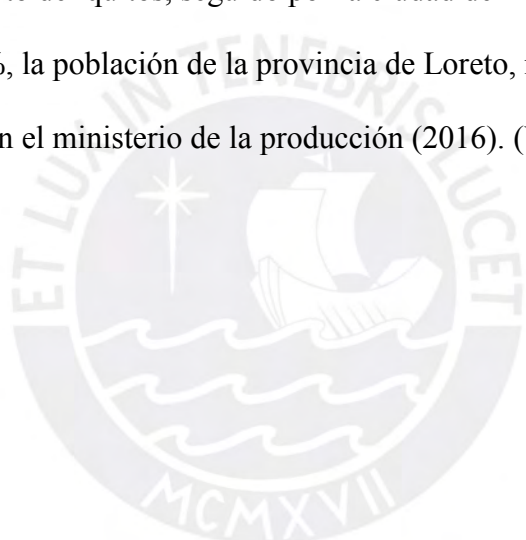 de Iquitos, seguido por la ciudad de
%, la población de la provincia de Loreto,
n el ministerio de la producción (2016). (
ET LUX IN TENEBRIS LUCET
MCMXVII